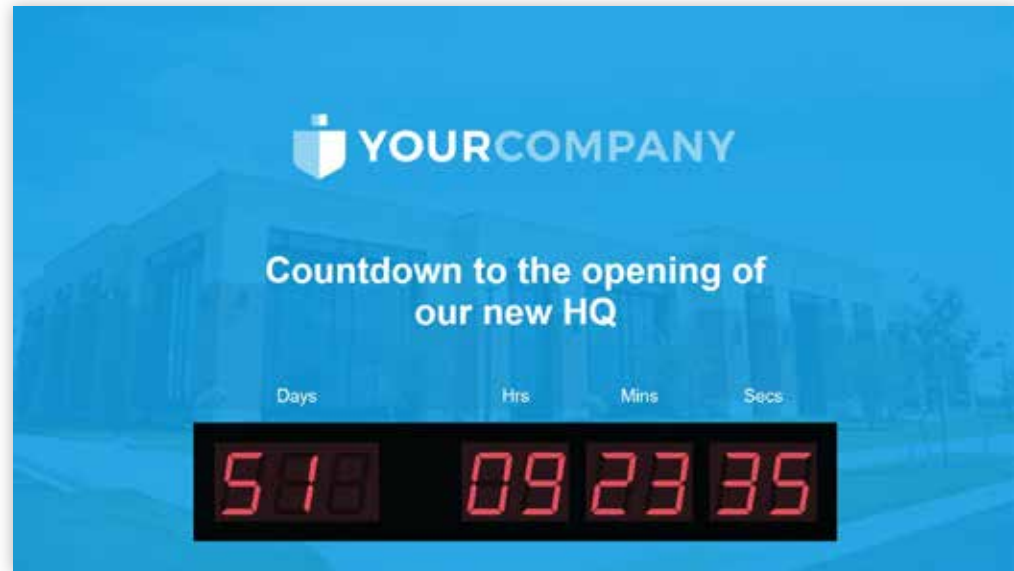 YOURCOMPANY
Countdown to the opening of
our new HQ
Days Hrs Mins Secs
51 09 23 35